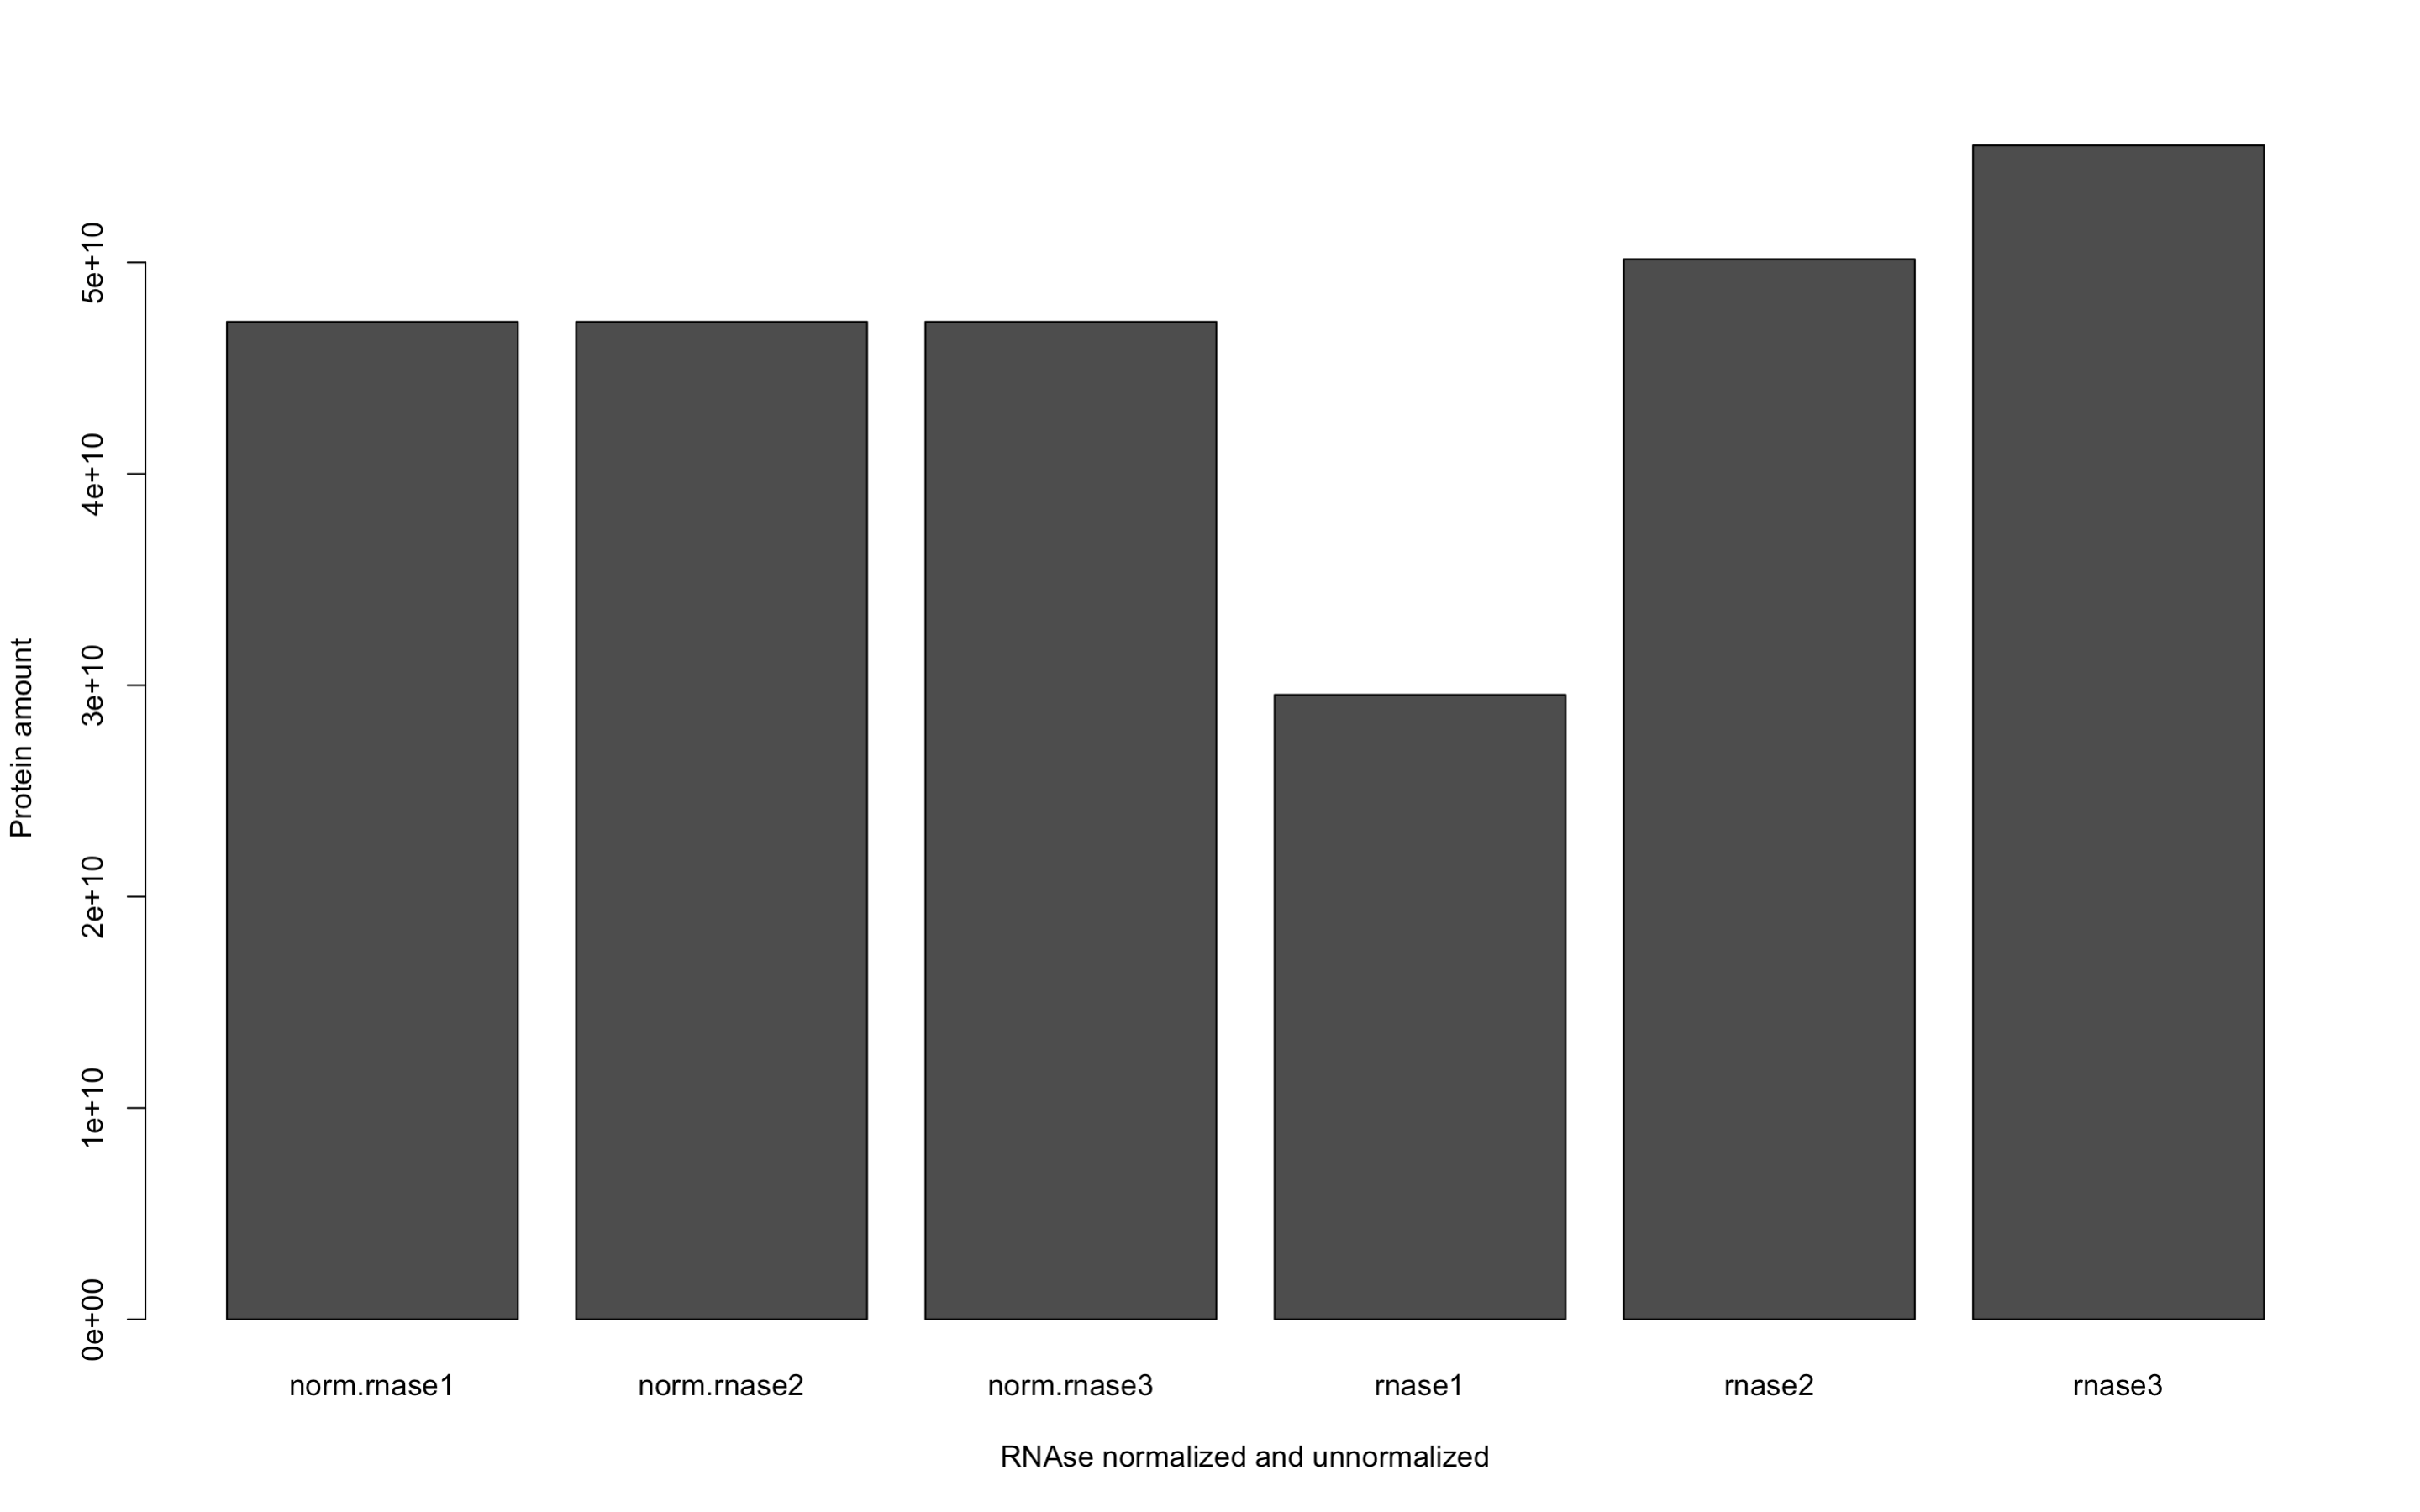 Protein amount
5e+10
4e+10
3e+10
2e+10
1e+10
0e+00
norm.rnase1
norm.rnase2
norm.rnase3
rnase1
rnase2
rnase3
RNAse normalized and unnormalized